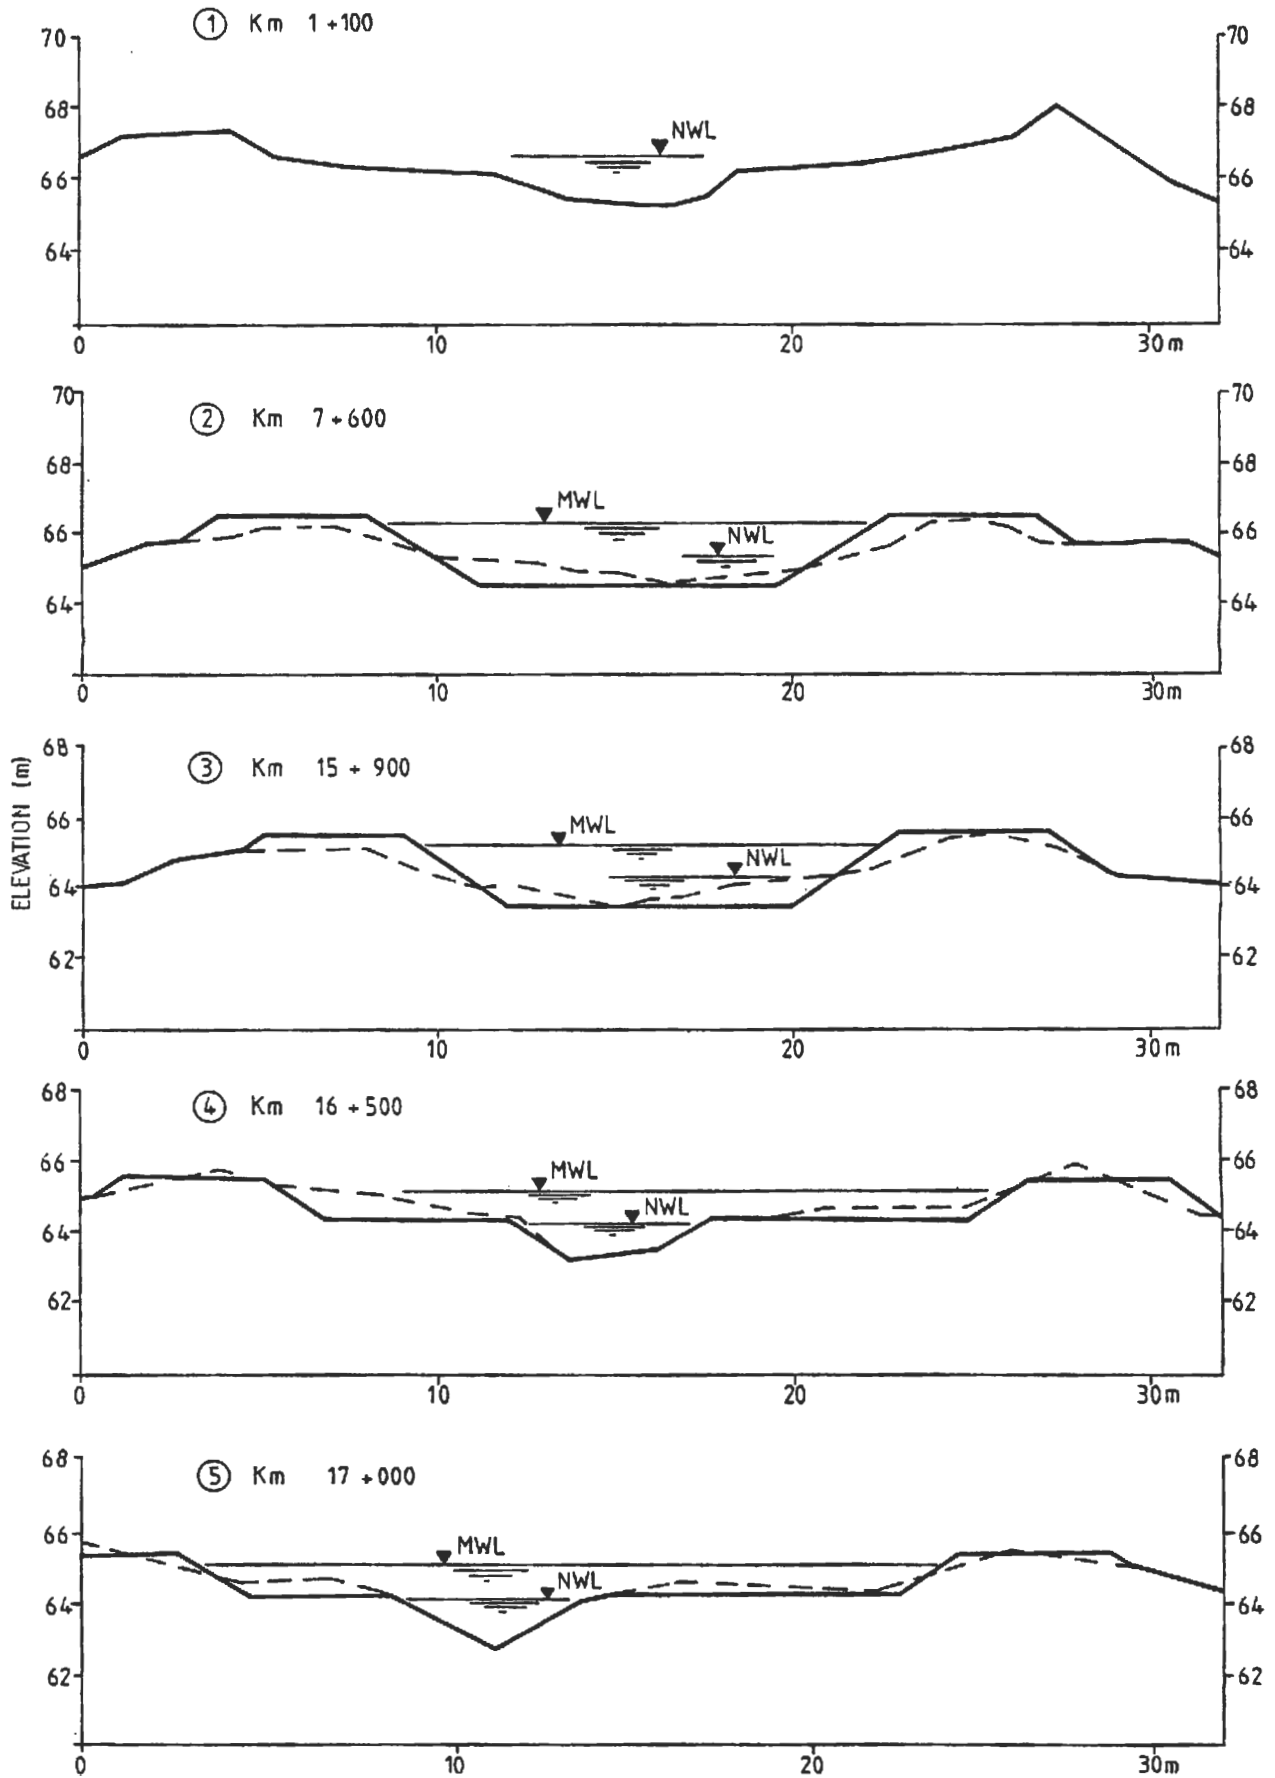 ① Km 1+100
70 70
68 68
NWL
66 66
64 64
0 10 20 30m
70 70
② Km 7+600
68 68
MWL
66 66
NWL
64 64
0 10 20 30m
68 68
③ Km 15+900
66 66
MWL
NWL
64 64
62 62
0 10 20 30m
ELEVATION (m)
68 68
④ Km 16+500
66 66
MWL
NWL
64 64
62 62
0 10 20 30m
68 68
⑤ Km 17+000
66 66
MWL
NWL
64 64
62 62
0 10 20 30m